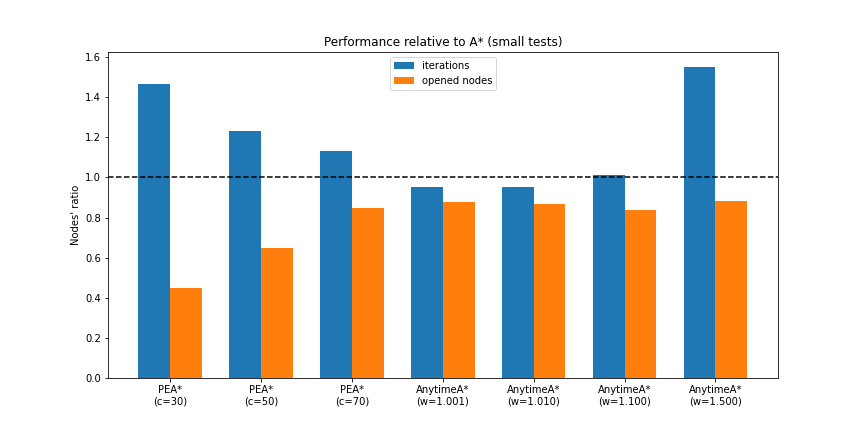 Performance relative to A* (small tests)
iterations
opened nodes
Nodes' ratio
1.6
1.4
1.2
1.0
0.8
0.6
0.4
0.2
0.0
PEA* PEA* PEA* AnytimeA* AnytimeA* AnytimeA* AnytimeA*
(c=30) (c=50) (c=70) (w=1.001) (w=1.010) (w=1.100) (w=1.500)